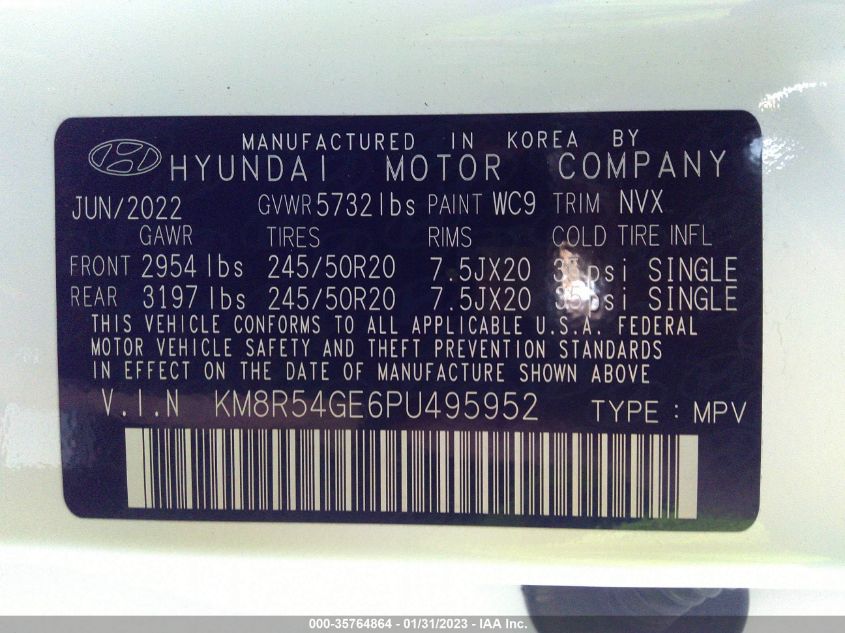 MANUFACTURED IN KOREA BY
HYUNDAI MOTOR COMPANY
JUN/2022 GVWR 5732 lbs PAINT WC9 TRIM NVX
GAWR TIRES RIMS COLD TIRE INFL
FRONT 2954 lbs 245/50R20 7.5JX20 35psi SINGLE
REAR 3197 lbs 245/50R20 7.5JX20 35psi SINGLE
THIS VEHICLE CONFORMS TO ALL APPLICABLE U.S.A. FEDERAL
MOTOR VEHICLE SAFETY AND THEFT PREVENTION STANDARDS
IN EFFECT ON THE DATE OF MANUFACTURE SHOWN ABOVE
V.I.N KM8R54GE6PU495952 TYPE : MPV
000-35764864 / 01/31/2023 - IAA Inc.